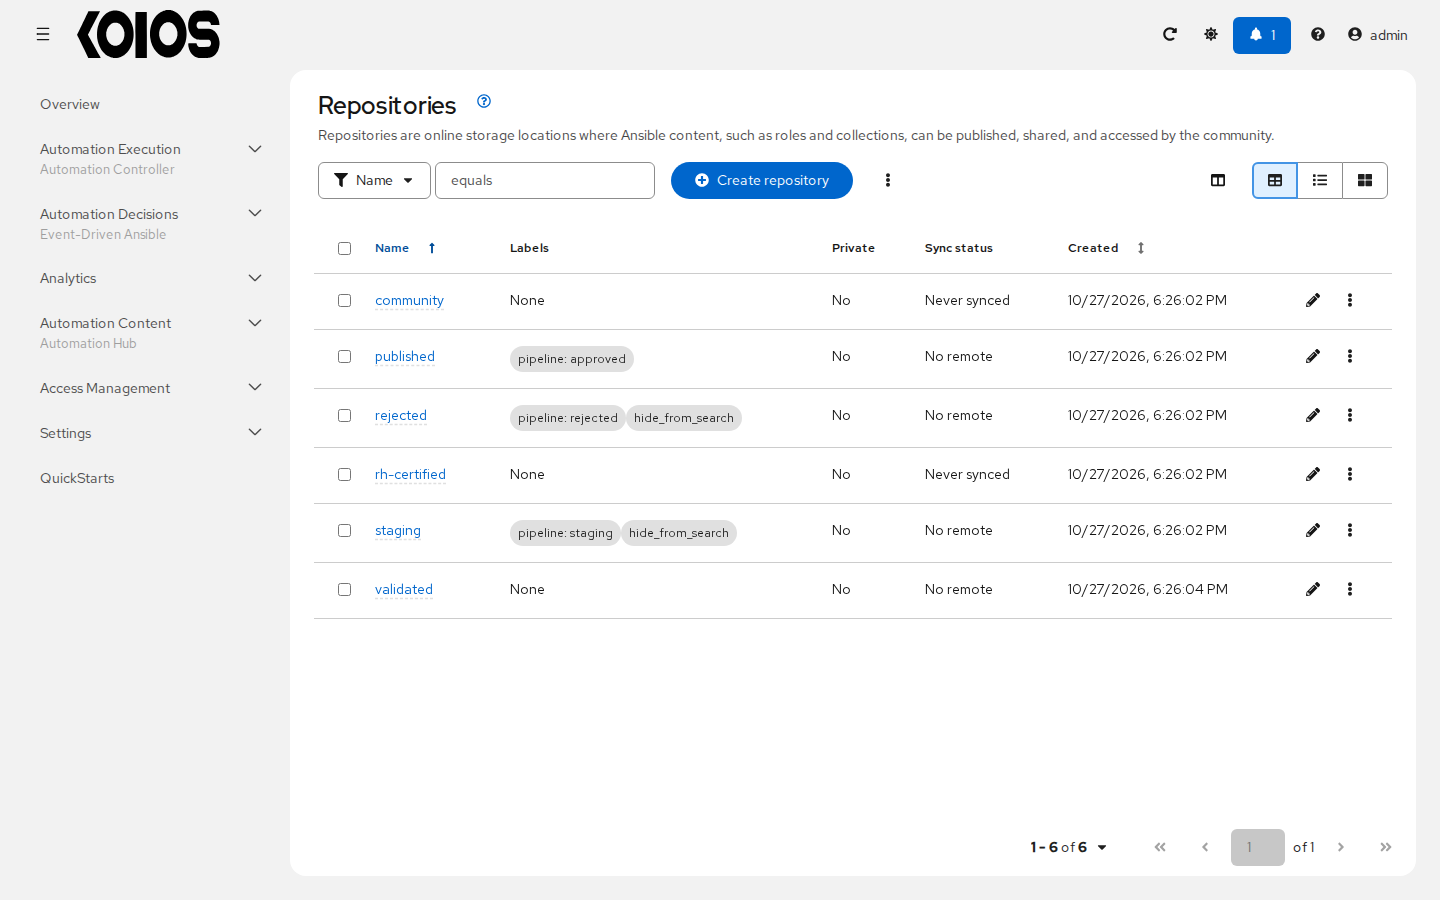 KOIOS
1
admin
Overview
Automation Execution
Automation Controller
Automation Decisions
Event-Driven Ansible
Analytics
Automation Content
Automation Hub
Access Management
Settings
QuickStarts
Repositories
Repositories are online storage locations where Ansible content, such as roles and collections, can be published, shared, and accessed by the community.
Name equals Create repository
Name Labels Private Sync status Created
community None No Never synced 10/27/2026, 6:26:02 PM
published pipeline: approved No No remote 10/27/2026, 6:26:02 PM
rejected pipeline: rejected hide_from_search No No remote 10/27/2026, 6:26:02 PM
rh-certified None No Never synced 10/27/2026, 6:26:02 PM
staging pipeline: staging hide_from_search No No remote 10/27/2026, 6:26:02 PM
validated None No No remote 10/27/2026, 6:26:04 PM
1 - 6 of 6 1 of 1